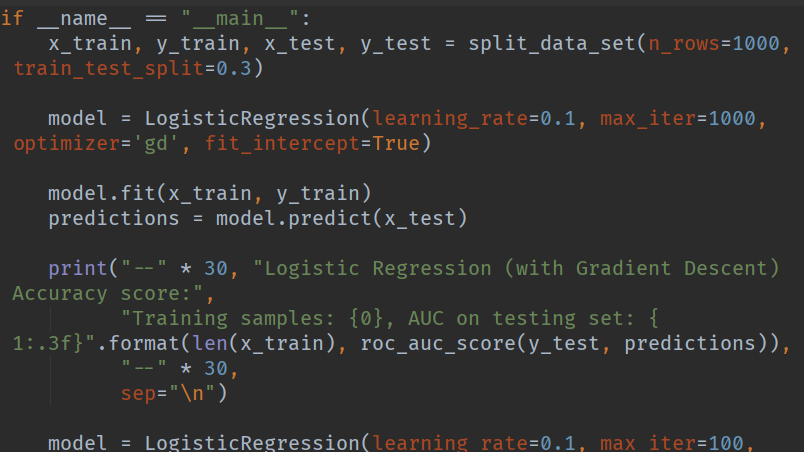 if __name__ == "__main__":
x_train, y_train, x_test, y_test = split_data_set(n_rows=1000,
train_test_split=0.3)
model = LogisticRegression(learning_rate=0.1, max_iter=1000,
optimizer='gd', fit_intercept=True)
model.fit(x_train, y_train)
predictions = model.predict(x_test)
print("--" * 30, "Logistic Regression (with Gradient Descent)
Accuracy score:",
"Training samples: {0}, AUC on testing set: {
1:.3f}".format(len(x_train), roc_auc_score(y_test, predictions)),
"--" * 30,
sep="\n")
model = LogisticRegression(learning_rate=0.1, max_iter=100,